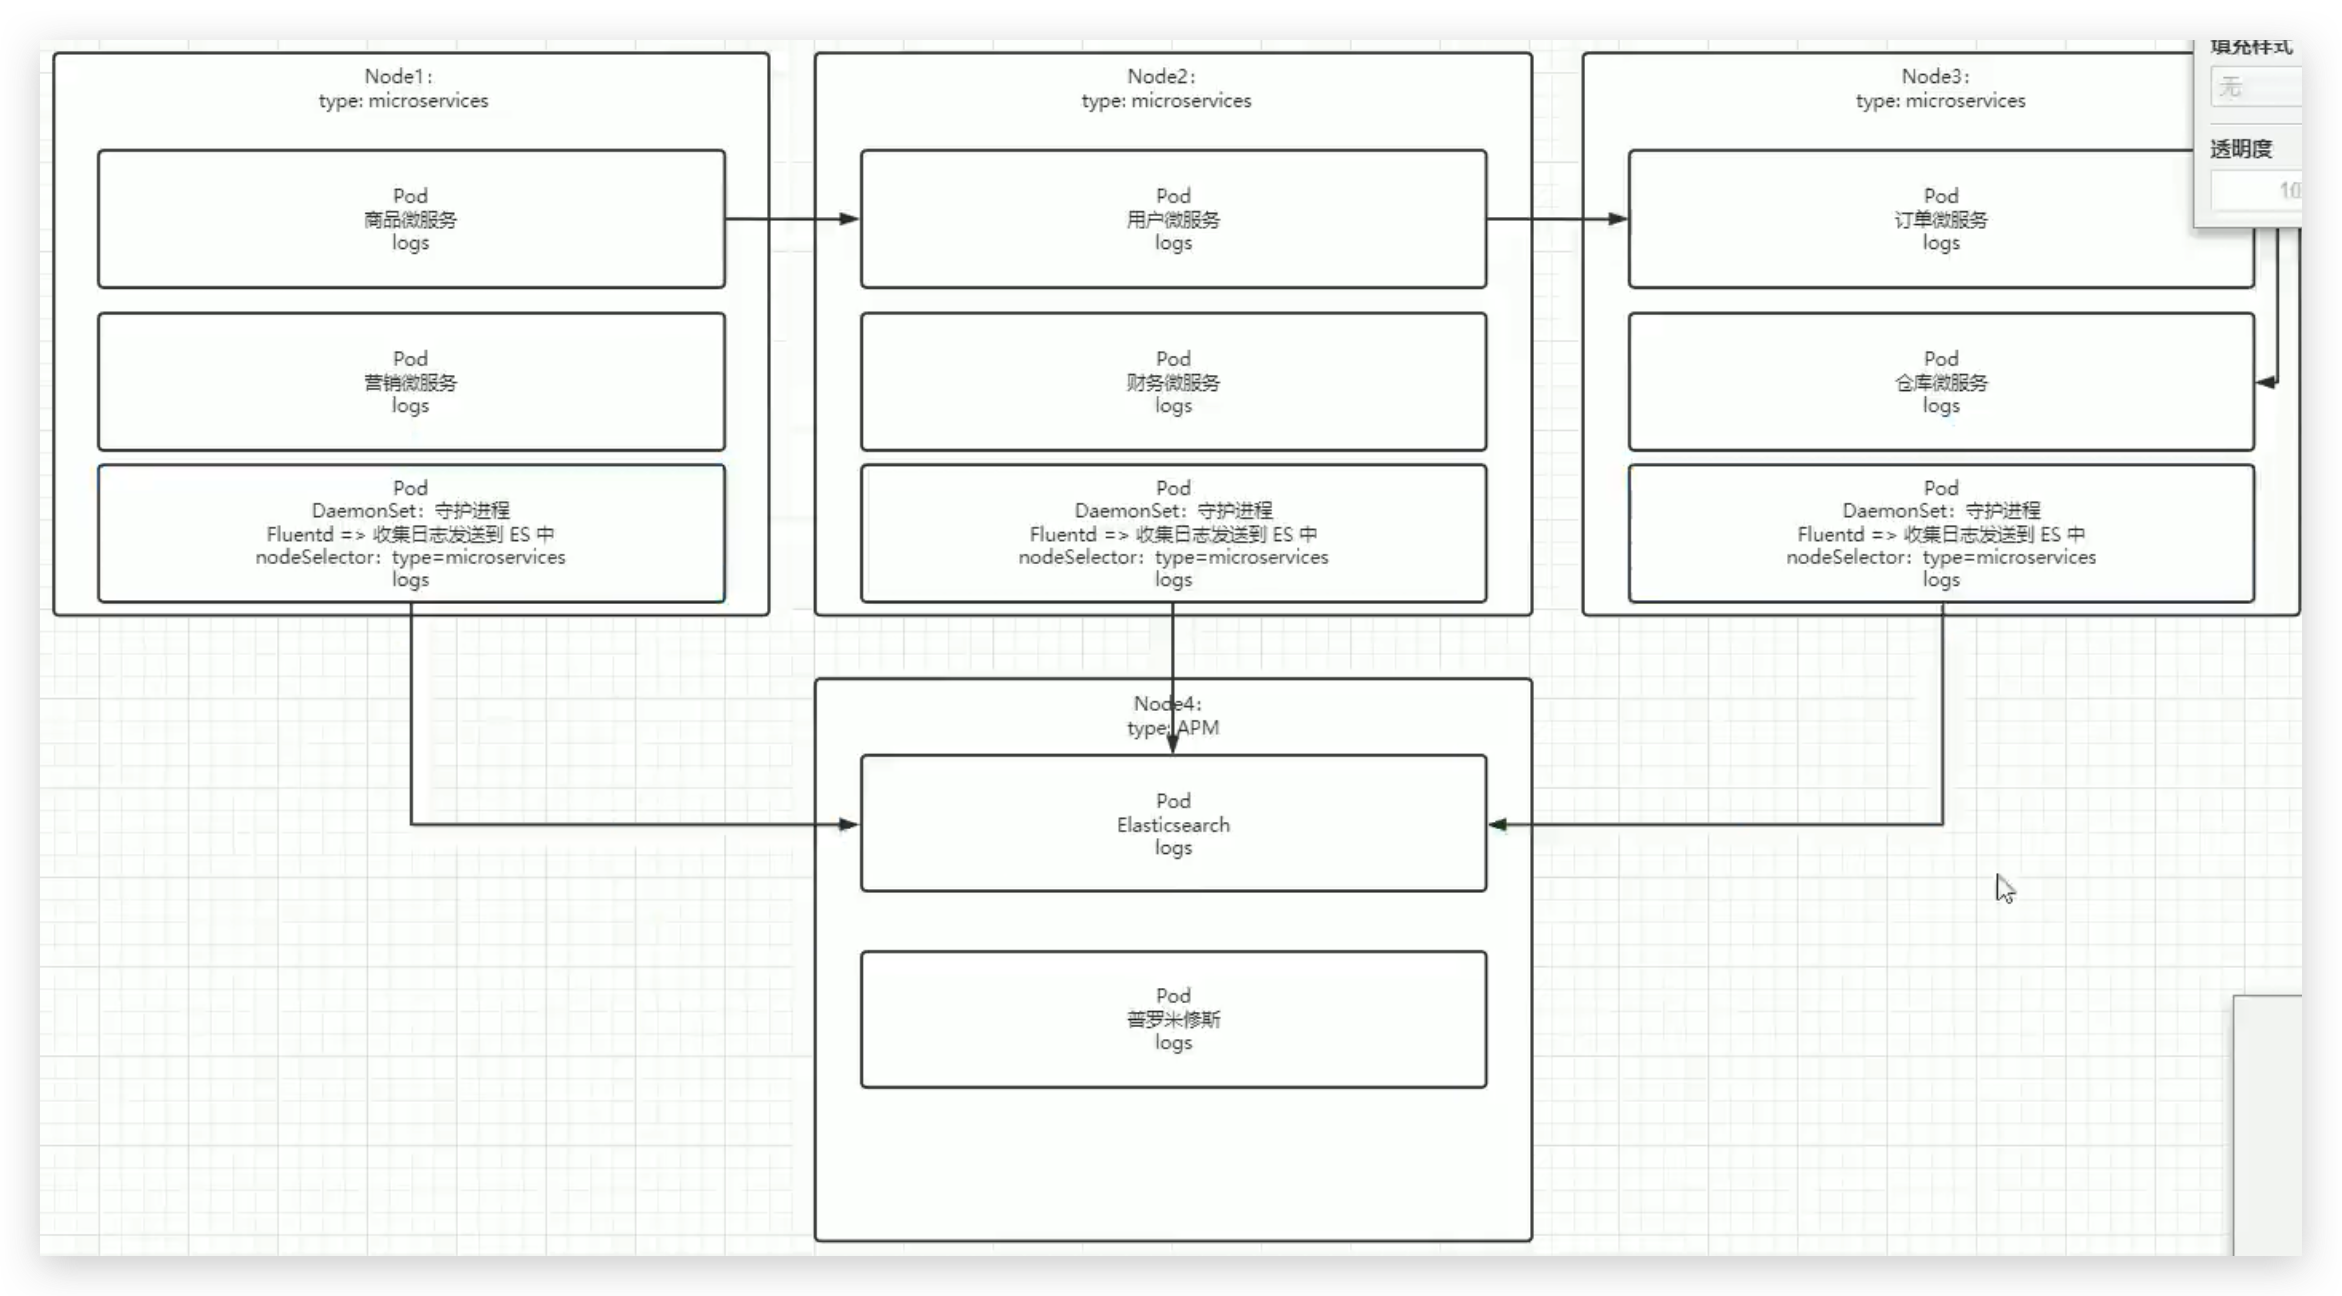 Node1:
type: microservices
Pod
商品微服务
logs
Pod
营销微服务
logs
Pod
DaemonSet：守护进程
Fluentd => 收集日志发送到 ES 中
nodeSelector：type=microservices
logs
Node2:
type: microservices
Pod
用户微服务
logs
Pod
财务微服务
logs
Pod
DaemonSet：守护进程
Fluentd => 收集日志发送到 ES 中
nodeSelector：type=microservices
logs
Node3:
type: microservices
Pod
订单微服务
logs
Pod
仓库微服务
logs
Pod
DaemonSet：守护进程
Fluentd => 收集日志发送到 ES 中
nodeSelector：type=microservices
logs
填充样式
无
透明度
Node4:
type: APM
Pod
Elasticsearch
logs
Pod
普罗米修斯
logs